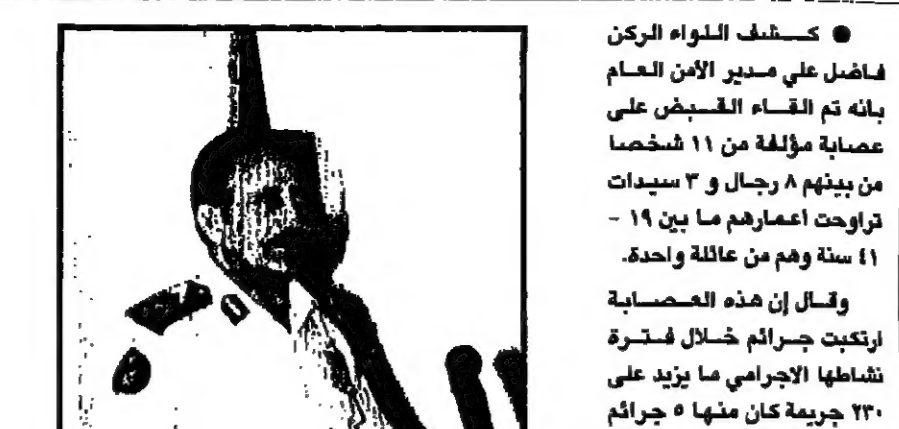 ● كشف اللواء الركن
فاضل علي مدير الأمن العام
بانه تم القاء القبض على
عصابة مؤلفة من ١١ شخصا
من بينهم ٨ رجال و ٣ سيدات
تراوحت اعمارهم ما بين ١٩ -
٤١ سنة وهم من عائلة واحدة.
وقال إن هذه العصابة
ارتكبت جرائم خلال فترة
نشاطها الاجرامي ما يزيد على
٢٣٠ جريمة كان منها ٥ جرائم